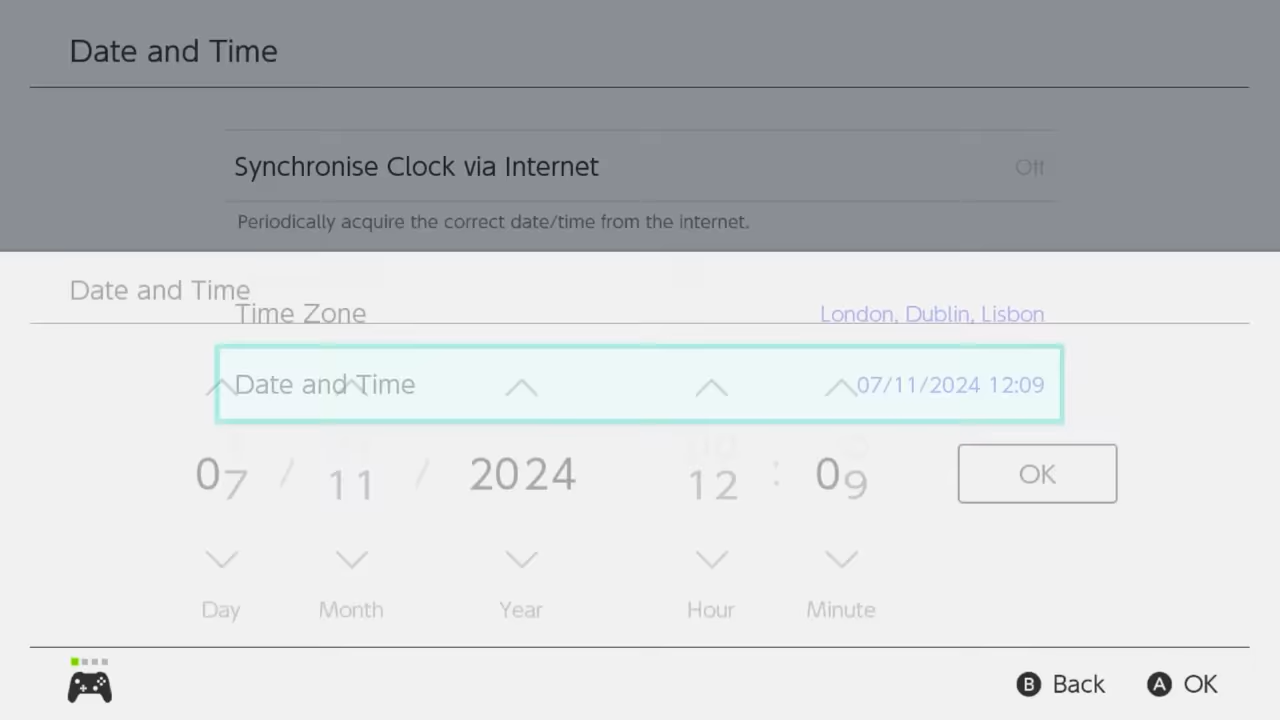 Date and Time
Synchronise Clock via Internet Off
Periodically acquire the correct date/time from the internet.
Date and Time
Time Zone London, Dublin, Lisbon
Date and Time 07/11/2024 12:09
07 / 11 / 2024 12 : 09 OK
Day Month Year Hour Minute
B Back A OK